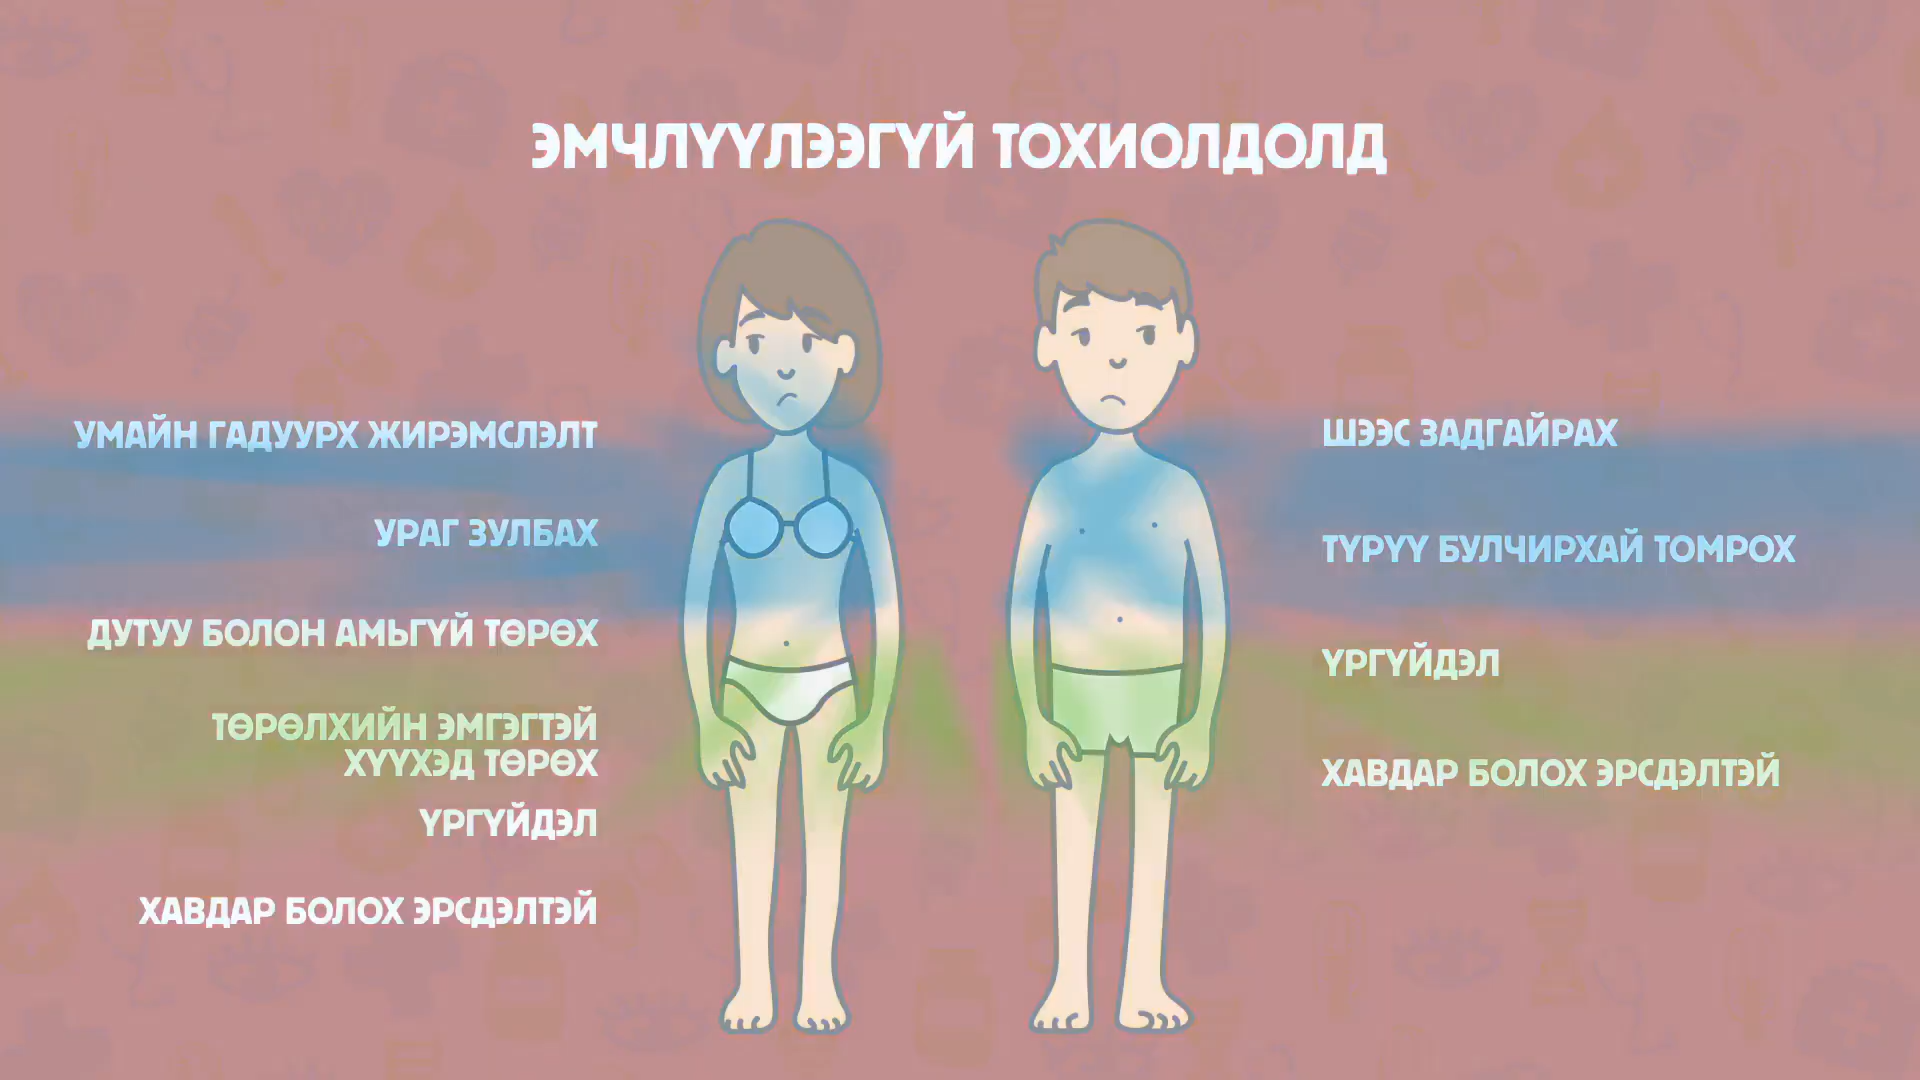 ЭМЧЛҮҮЛЭЭГҮЙ ТОХИОЛДОЛД
УМАЙН ГАДУУРХ ЖИРЭМСЛЭЛТ
УРАГ ЗУЛБАХ
ДУТУУ БОЛОН АМЬГҮЙ ТӨРӨХ
ТӨРӨЛХИЙН ЭМГЭГТЭЙ
ХҮҮХЭД ТӨРӨХ
ҮРГҮЙДЭЛ
ХАВДАР БОЛОХ ЭРСДЭЛТЭЙ
ШЭЭС ЗАДГАЙРАХ
ТҮРҮҮ БУЛЧИРХАЙ ТОМРОХ
ҮРГҮЙДЭЛ
ХАВДАР БОЛОХ ЭРСДЭЛТЭЙ